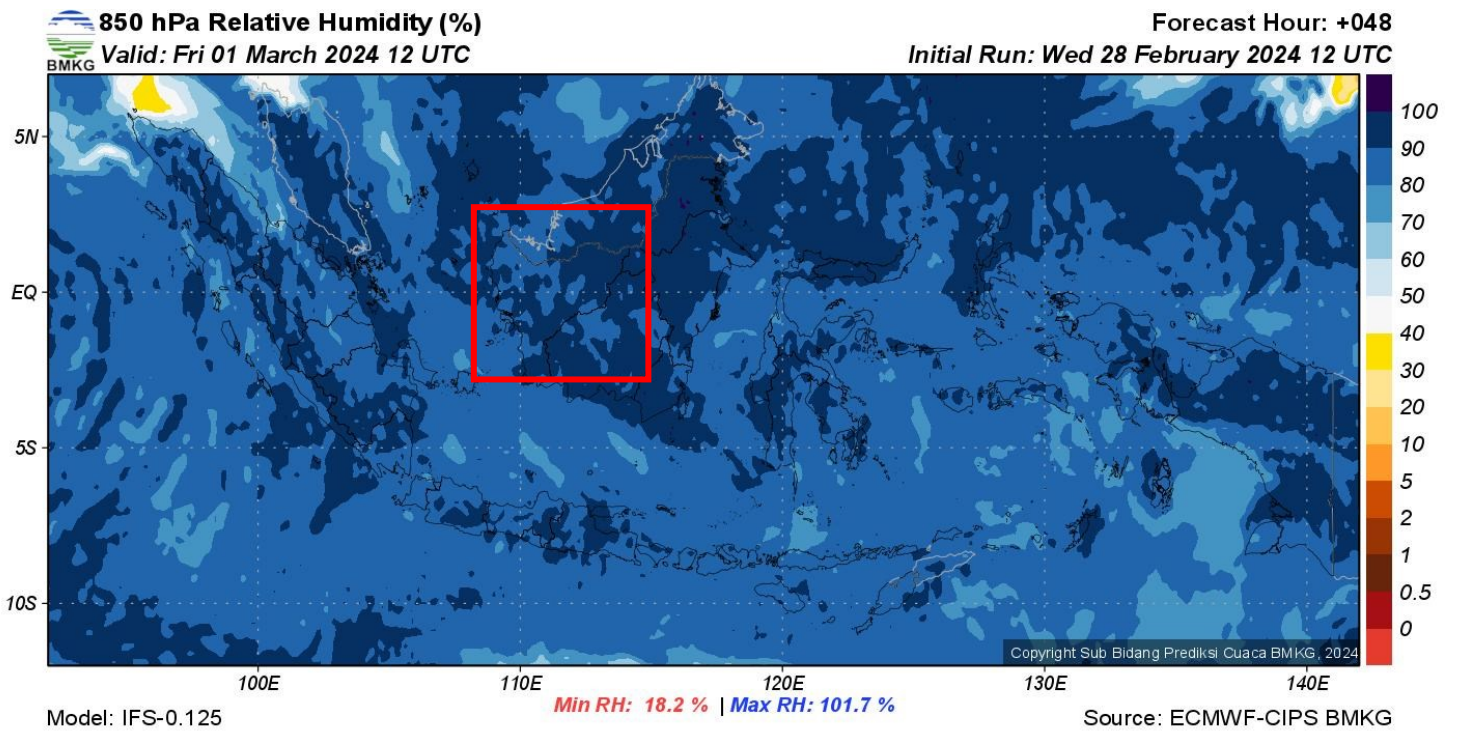 850 hPa Relative Humidity (%)
Forecast Hour: +048
BMKG
Valid: Fri 01 March 2024 12 UTC
Initial Run: Wed 28 February 2024 12 UTC
5N
EQ
5S
10S
100
90
80
70
60
50
40
30
20
10
5
2
1
0.5
0
Copyright Sub Bidang Prediksi Cuaca BMKG, 2024
100E
110E
120E
130E
140E
Min RH: 18.2 % | Max RH: 101.7 %
Model: IFS-0.125
Source: ECMWF-CIPS BMKG